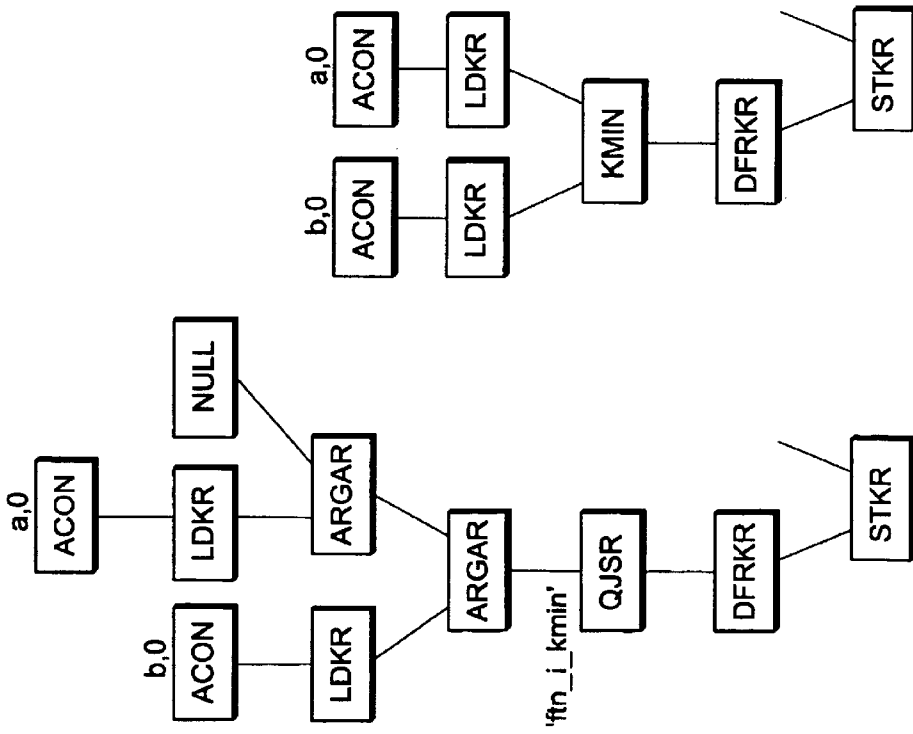 a,0
ACON
b,0
ACON
LDKR
NULL
LDKR
ARGAR
ARGAR
'ftn_i_kmin'
QJSR
DFRKR
STKR
b,0
a,0
ACON
ACON
LDKR
LDKR
KMIN
DFRKR
STKR